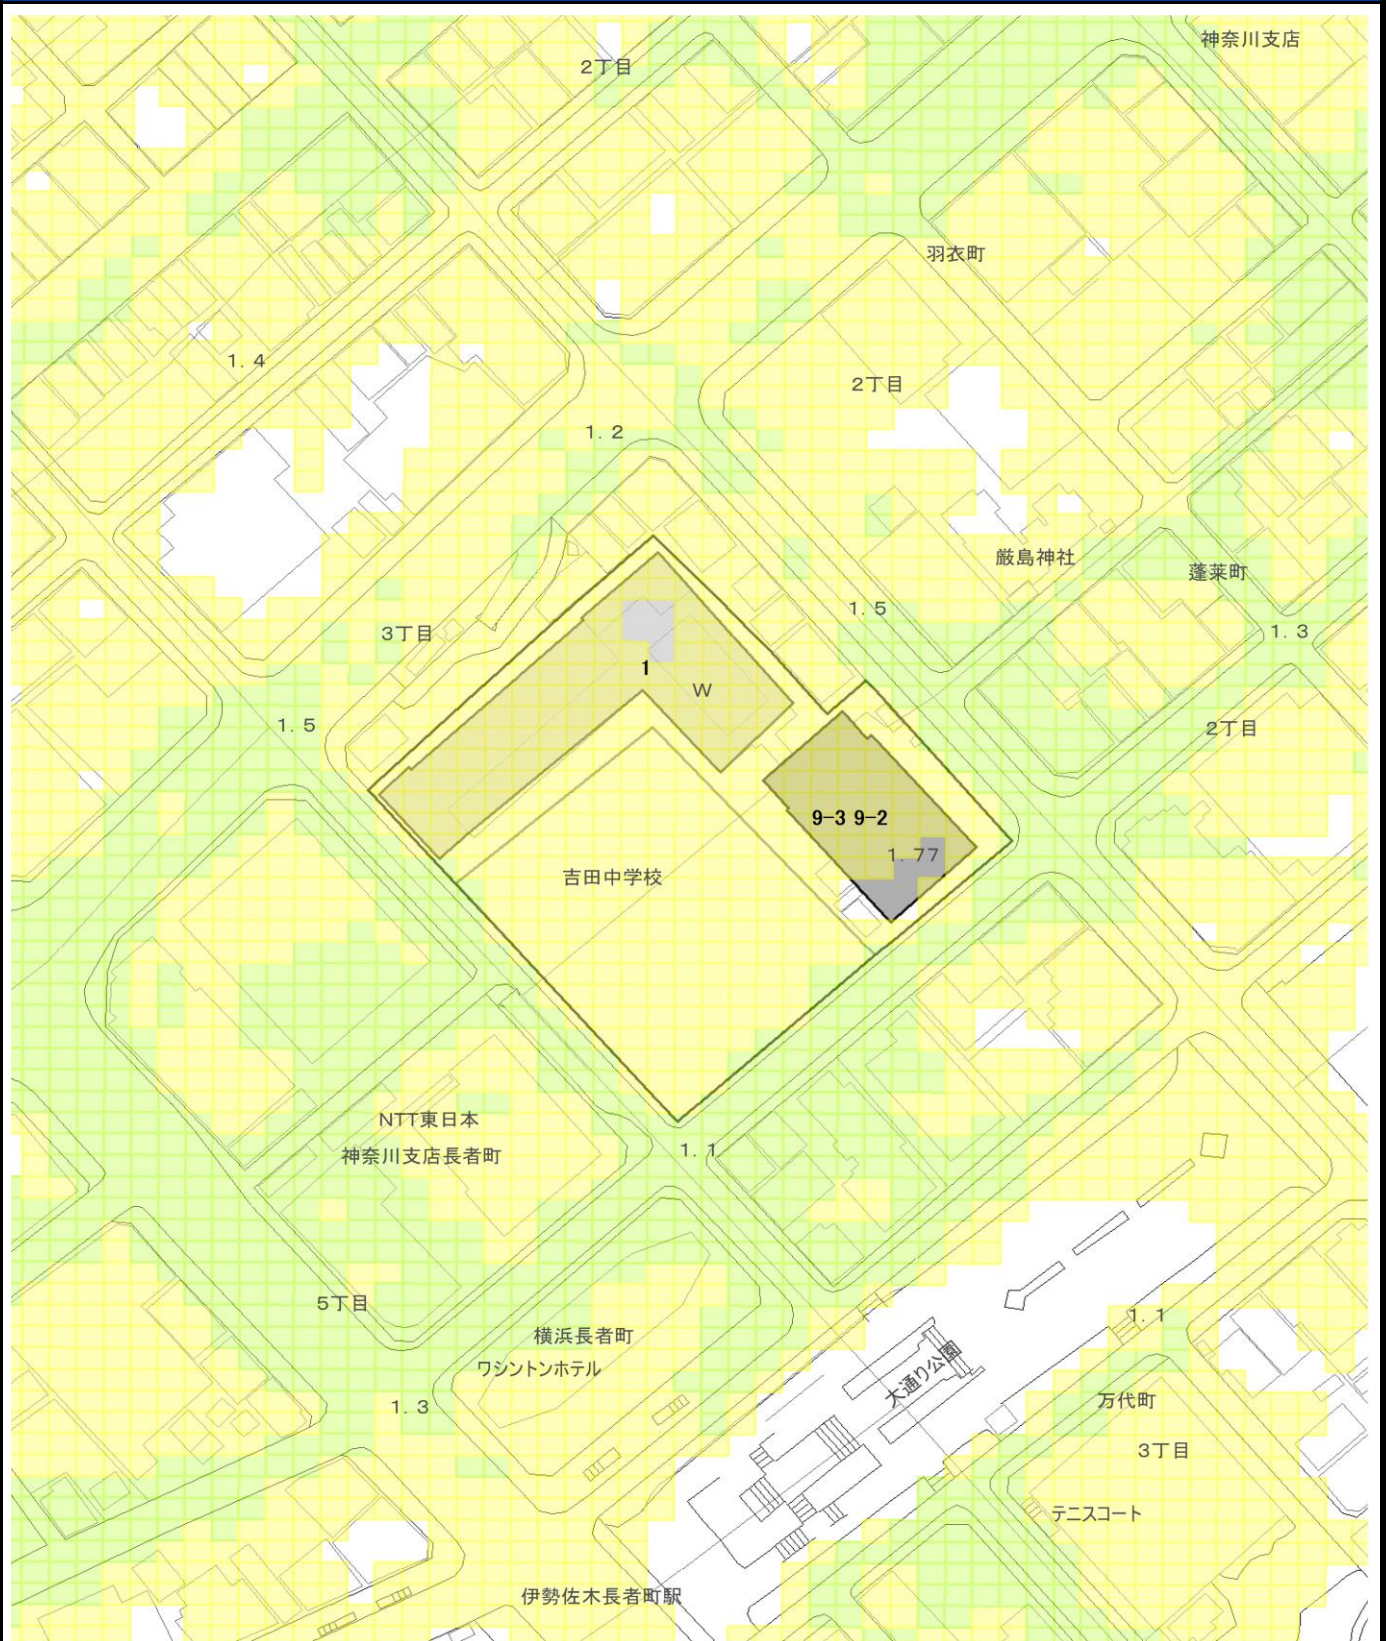 神奈川支店
2丁目
羽衣町
1.4
2丁目
1.2
厳島神社
蓬莱町
1.5
3丁目
1.3
1
W
1.5
2丁目
9-3 9-2
1.77
吉田中学校
NTT東日本
神奈川支店長者町
1.1
5丁目
1.1
横浜長者町
ワシントンホテル
大通り公園
万代町
1.3
3丁目
テニスコート
伊勢佐木長者町駅